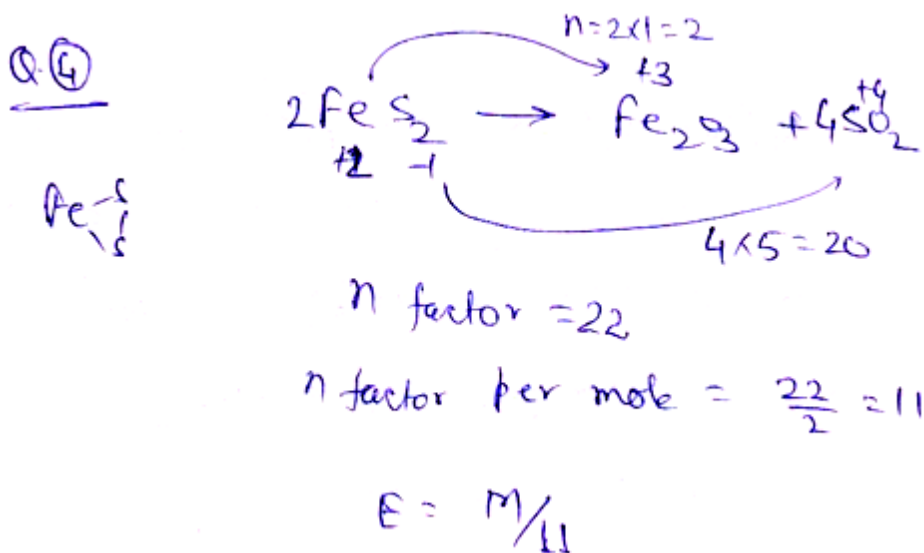 Q. 4
n=2×1=2
+3 +4
2FeS2 → Fe2O3 + 4SO2
+2 -1
Fe S S
4×5=20
n factor = 22
n factor per mole = 22/2 = 11
E = M/11